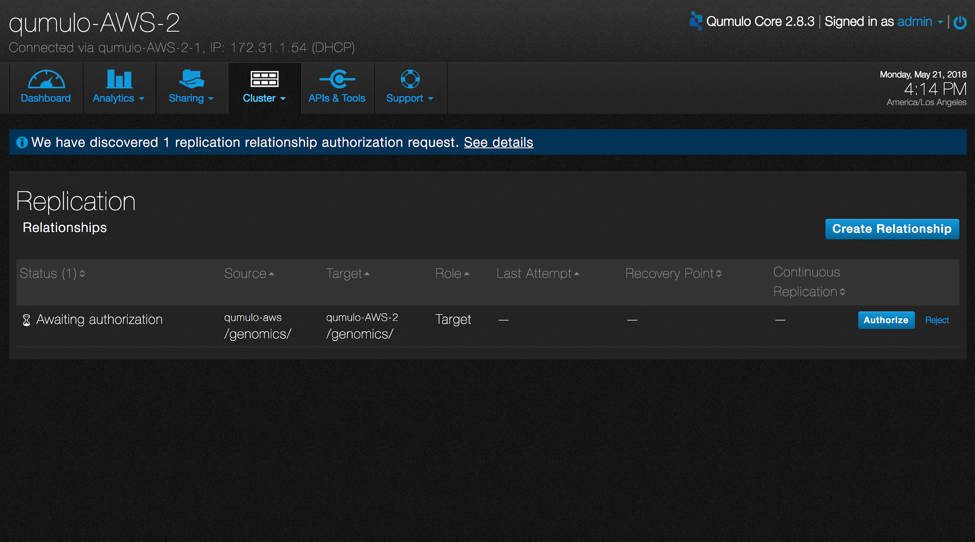 qumulo-AWS-2
Qumulo Core 2.8.3 | Signed in as admin
Connected via qumulo-AWS-2-1, IP: 172.31.1.54 (DHCP)
Dashboard
Analytics
Sharing
Cluster
APIs & Tools
Support
Monday, May 21, 2018
4:14 PM
America/Los Angeles
We have discovered 1 replication relationship authorization request. See details
Replication
Relationships
Create Relationship
Status (1) Source Target Role Last Attempt Recovery Point Continuous Replication
Awaiting authorization qumulo-aws /genomics/ qumulo-AWS-2 /genomics/ Target — — — Authorize Reject